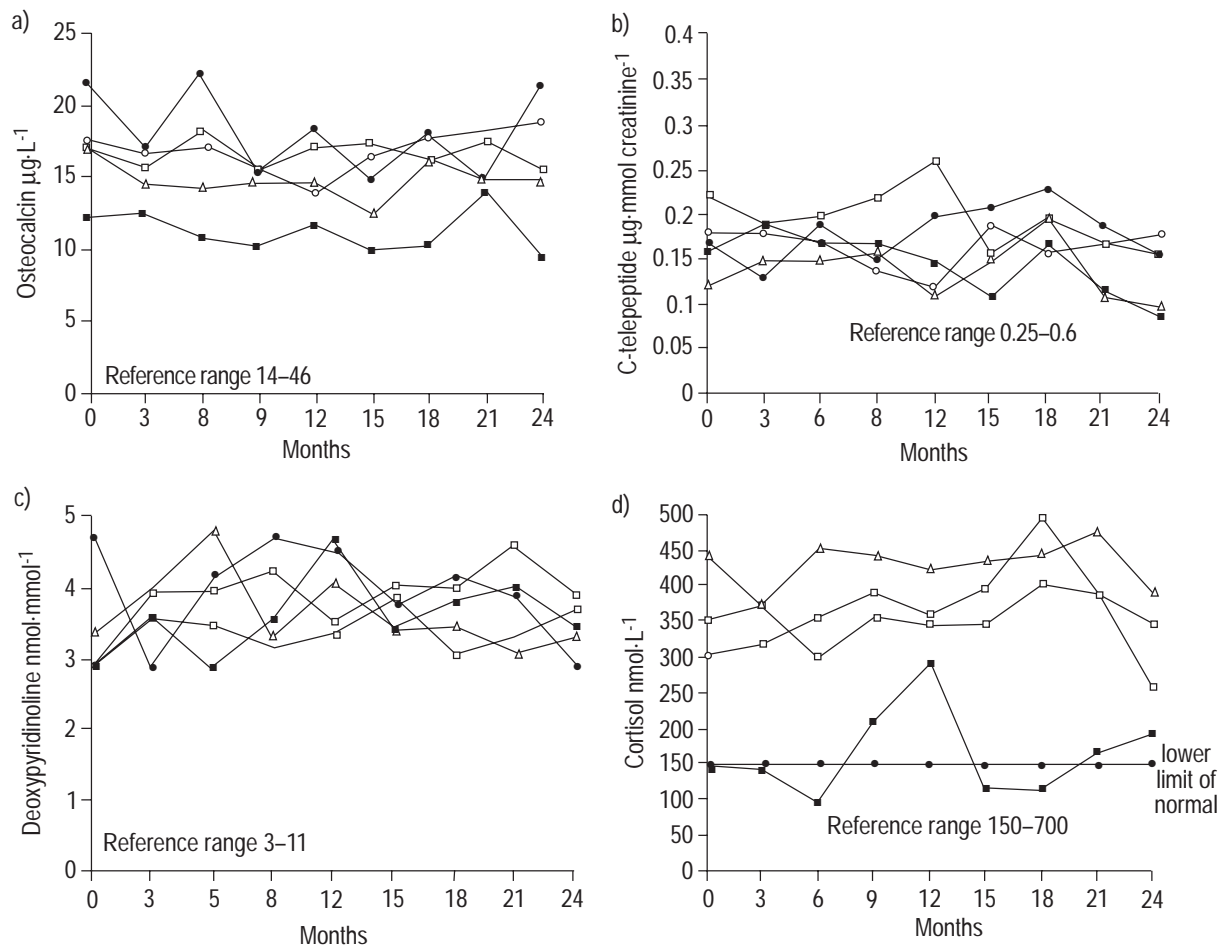 a)
Osteocalcin µg·L-1
25
20
15
10
5
0
Reference range 14–46
0 3 8 9 12 15 18 21 24
Months
b)
C-telepeptide µg·mmol creatinine-1
0.4
0.35
0.3
0.25
0.2
0.15
0.1
0.05
0
Reference range 0.25–0.6
0 3 6 8 12 15 18 21 24
Months
c)
Deoxypyridinoline nmol·mmol-1
5
4
3
2
1
0
Reference range 3–11
0 3 5 8 12 15 18 21 24
Months
d)
Cortisol nmol·L-1
500
450
400
350
300
250
200
150
100
50
0
lower
limit of
normal
Reference range 150–700
0 3 6 9 12 15 18 21 24
Months